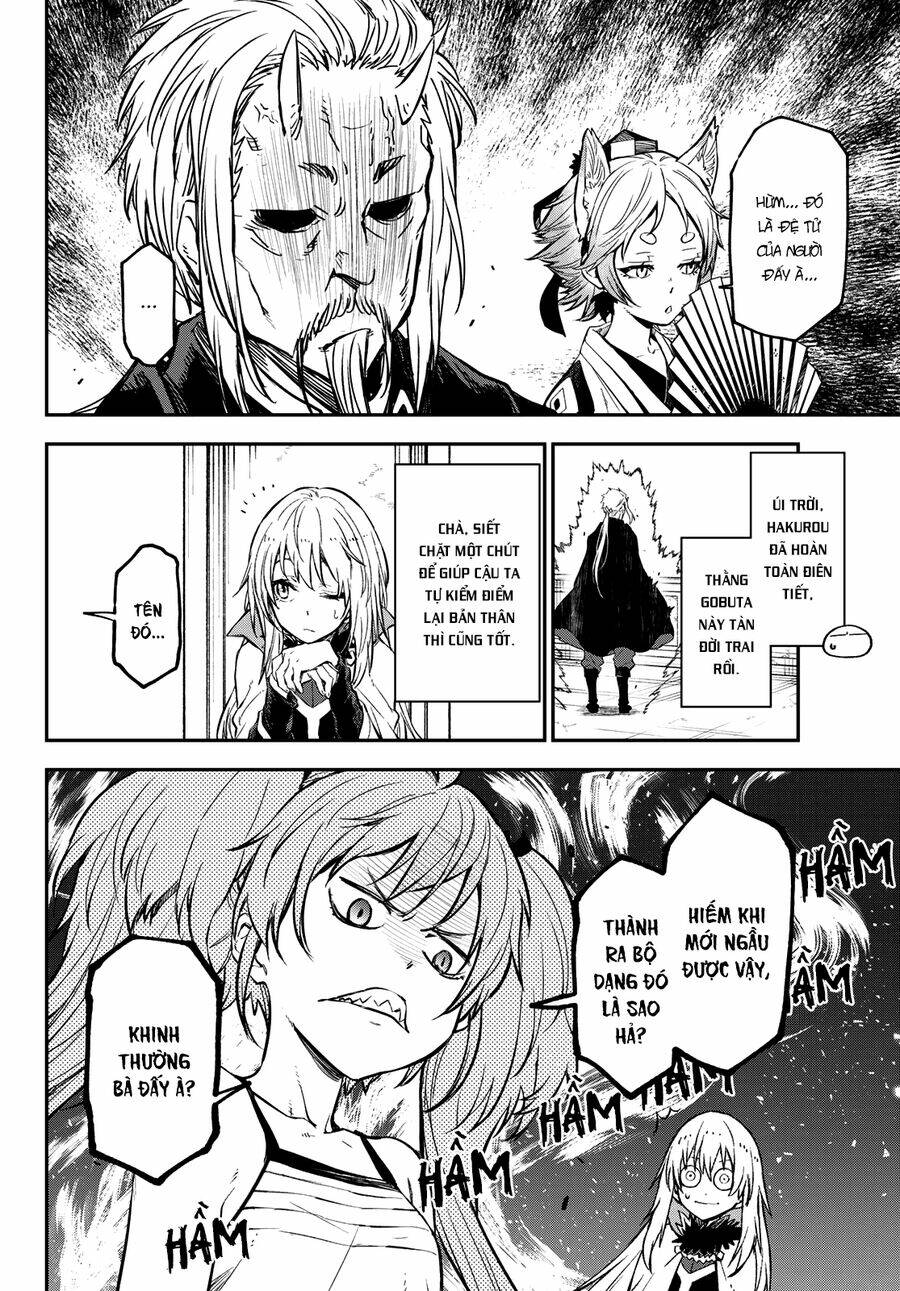 HỪM... ĐÓ
LÀ ĐỆ TỬ
CỦA NGƯƠI
ĐẤY À...
...
ÚI TRỜI,
HAKUROU
ĐÃ HOÀN
TOÀN ĐIÊN
TIẾT,
THẰNG
GOBUTA
NÀY TÀN
ĐỜI TRAI
RỒI.
CHÀ, SIẾT
CHẶT MỘT CHÚT
ĐỂ GIÚP CẬU TA
TỰ KIỂM ĐIỂM
LẠI BẢN THÂN
THÌ CŨNG TỐT.
TÊN
ĐÓ...
HIẾM KHI
MỚI NGẦU
ĐƯỢC VẬY,
THÀNH
RA BỘ
DẠNG ĐÓ
LÀ SAO
HẢ?
KHINH
THƯỜNG
BÀ ĐẤY À?
HẦM
HẦM
HẦM
HẦM
HẦM
HẦM